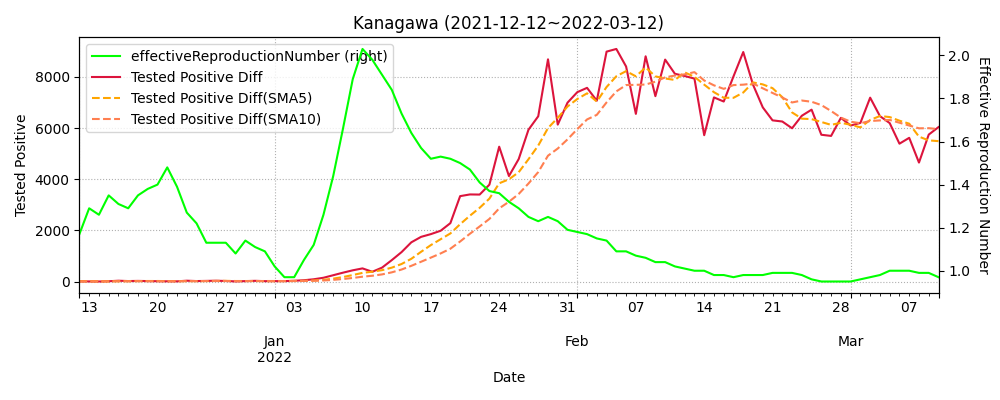 Kanagawa (2021-12-12~2022-03-12)
effectiveReproductionNumber (right)
Tested Positive Diff
Tested Positive Diff(SMA5)
Tested Positive Diff(SMA10)
Tested Positive
8000
6000
4000
2000
0
2.0
1.8
1.6
1.4
1.2
1.0
Effective Reproduction Number
13 20 27 03 10 17 24 31 07 14 21 28 07
Jan Feb Mar
2022
Date